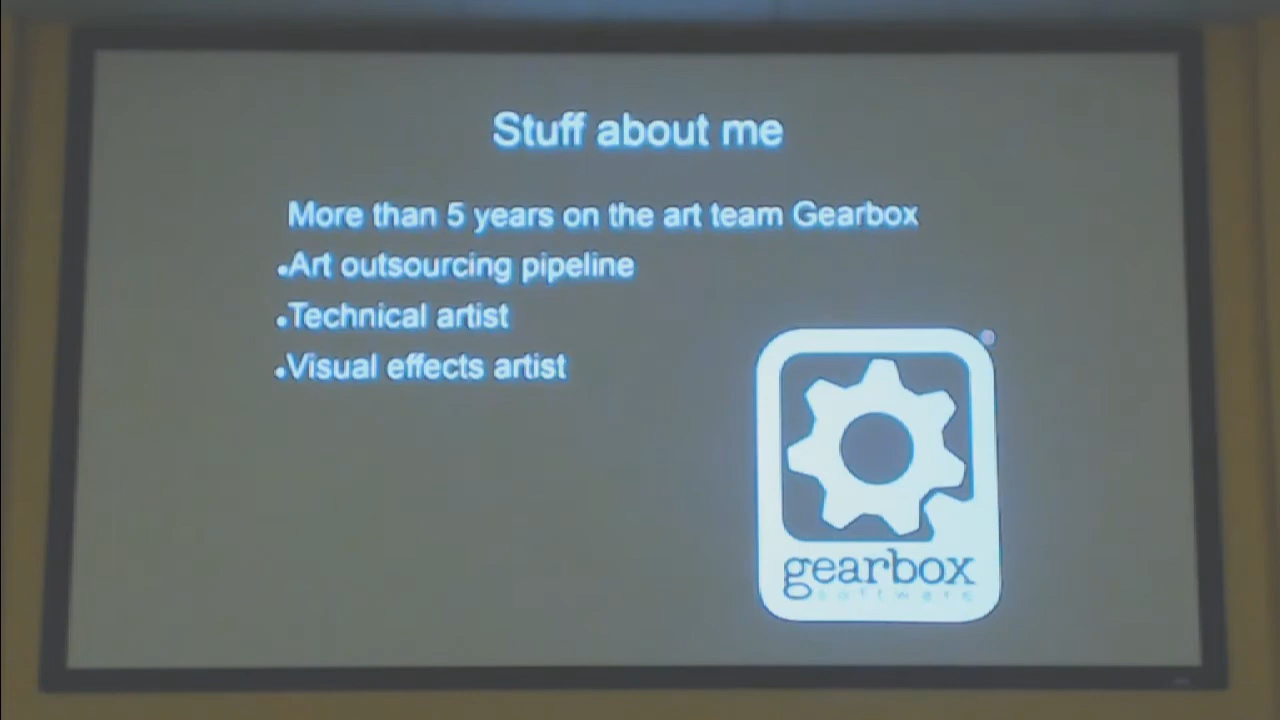 Stuff about me
More than 5 years on the art team Gearbox
•Art outsourcing pipeline
•Technical artist
•Visual effects artist
gearbox
software